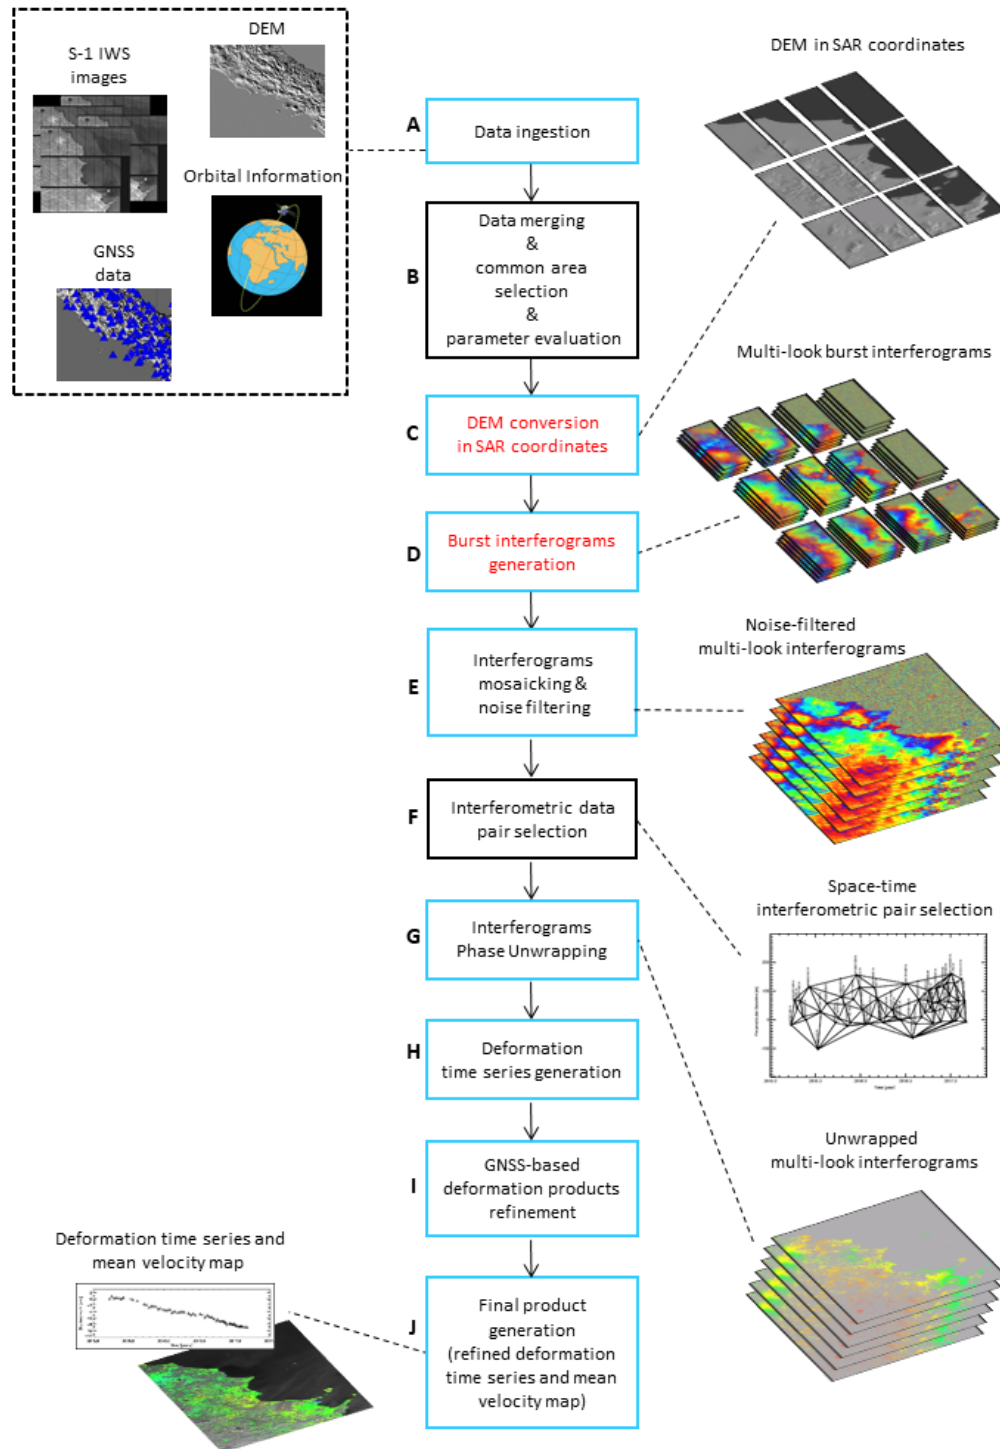 DEM
S-1 IWS
images
Orbital Information
GNSS
data
A
Data ingestion
B
Data merging
&
common area
selection
&
parameter evaluation
C
DEM conversion
in SAR coordinates
D
Burst interferograms
generation
E
Interferograms
mosaicking &
noise filtering
F
Interferometric data
pair selection
G
Interferograms
Phase Unwrapping
H
Deformation
time series generation
I
GNSS-based
deformation products
refinement
J
Final product
generation
(refined deformation
time series and mean
velocity map)
DEM in SAR coordinates
Multi-look burst interferograms
Noise-filtered
multi-look interferograms
Space-time
interferometric pair selection
Unwrapped
multi-look interferograms
Deformation time series and
mean velocity map